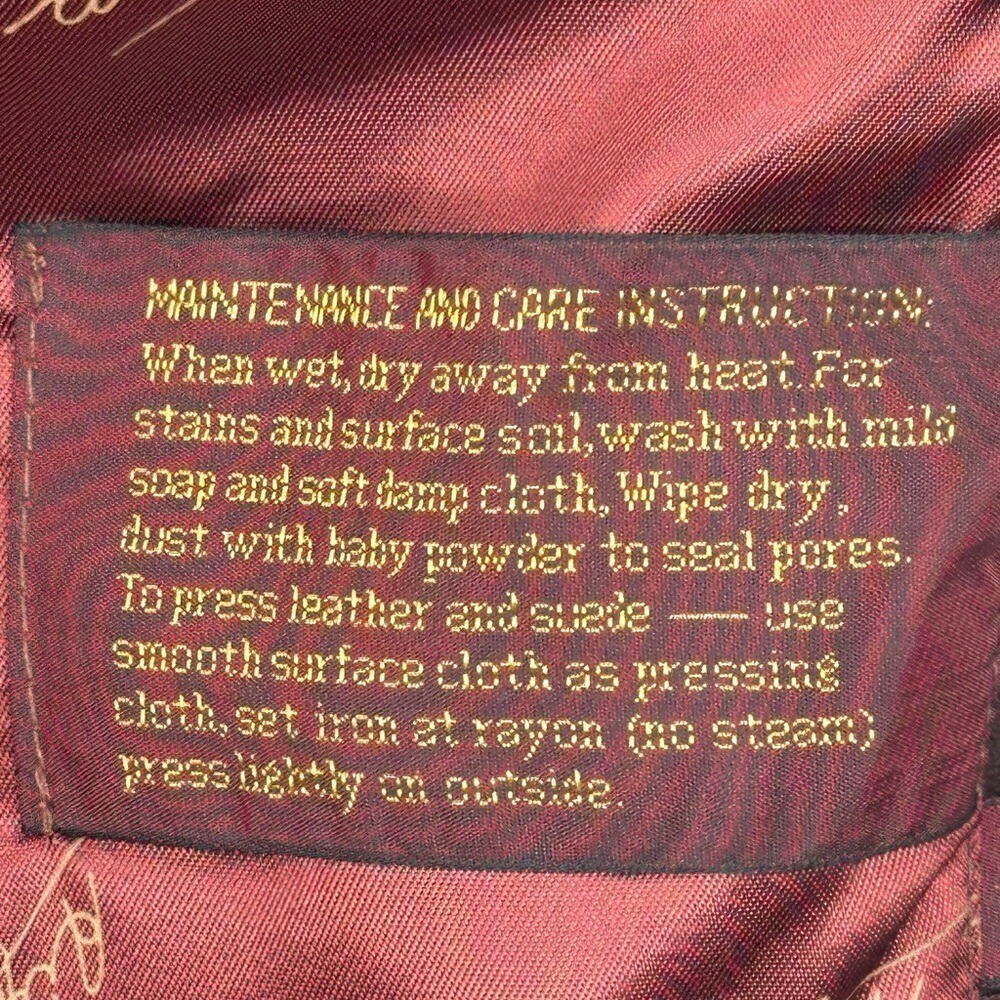 MAINTENANCE AND CARE INSTRUCTION:
When wet, dry away from heat. For
stains and surface soil, wash with mild
soap and soft damp cloth, Wipe dry,
dust with baby powder to seal pores.
To press leather and suede — use
smooth surface cloth as pressing
cloth, set iron at rayon (no steam)
press lightly on outside.